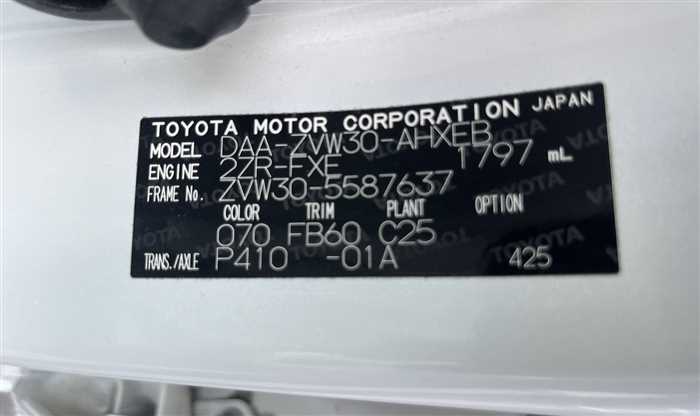 TOYOTA MOTOR CORPORATION JAPAN
MODEL DAA-ZVW30-AHXEB
ENGINE 2ZR-FXE 1797 mL
FRAME No. ZVW30-5587637
COLOR TRIM PLANT OPTION
070 FB60 C25
TRANS./AXLE P410 -01A 425